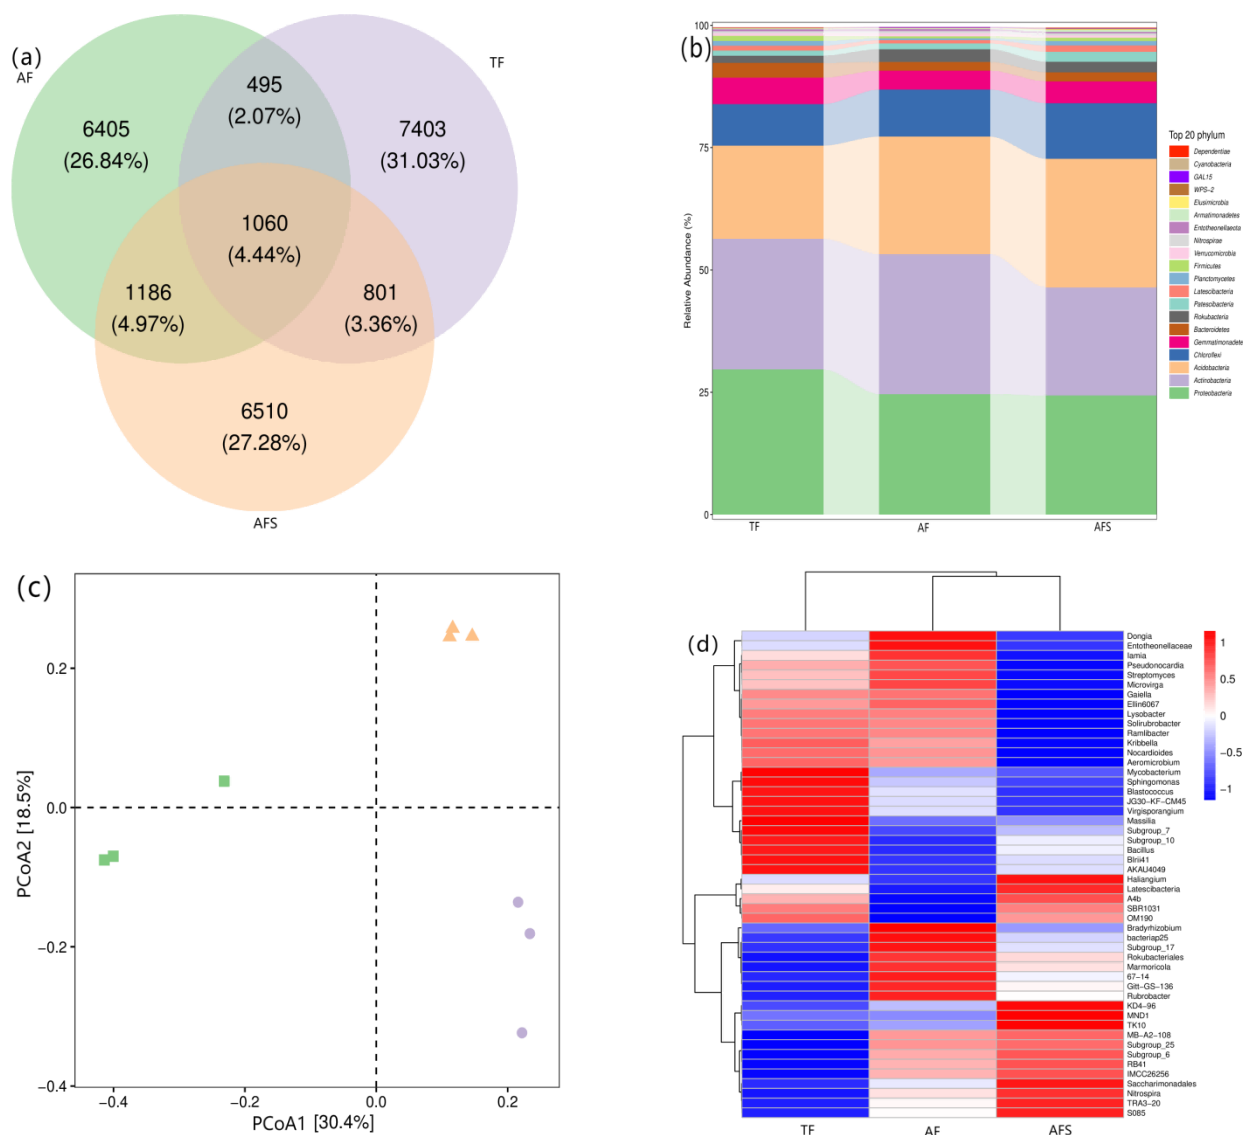 (a)
AF
TF
495
(2.07%)
6405
(26.84%)
7403
(31.03%)
1060
(4.44%)
1186
(4.97%)
801
(3.36%)
6510
(27.28%)
AFS
(b)
100
75
50
25
0
Relative Abundance (%)
TF
AF
AFS
Top 20 phylum
Dependentiae
Cyanobacteria
GAL15
WPS-2
Elusimicrobia
Armatimonadetes
Entotheonellaeota
Nitrospirae
Verrucomicrobia
Firmicutes
Planctomycetes
Latescibacteria
Patescibacteria
Rokubacteria
Bacteroidetes
Gemmatimonadete
Chloroflexi
Acidobacteria
Actinobacteria
Proteobacteria
(c)
0.2
0.0
−0.2
−0.4
PCoA2 [18.5%]
−0.4
−0.2
0.0
0.2
PCoA1 [30.4%]
(d)
Dongia
Entotheonellaceae
Iamia
Pseudonocardia
Streptomyces
Microvirga
Gaiella
Ellin6067
Lysobacter
Solirubrobacter
Ramlibacter
Kribbella
Nocardioides
Aeromicrobium
Mycobacterium
Sphingomonas
Blastococcus
JG30−KF−CM45
Virgisporangium
Massilia
Subgroup_7
Subgroup_10
Bacillus
Blrii41
AKAU4049
Haliangium
Latescibacteria
A4b
SBR1031
OM190
Bradyrhizobium
bacteriap25
Subgroup_17
Rokubacteriales
Marmoricola
67−14
Gitt−GS−136
Rubrobacter
KD4−96
MND1
TK10
MB−A2−108
Subgroup_25
Subgroup_6
RB41
IMCC26256
Saccharimonadales
Nitrospira
TRA3−20
S085
TF
AF
AFS
1
0.5
0
−0.5
−1